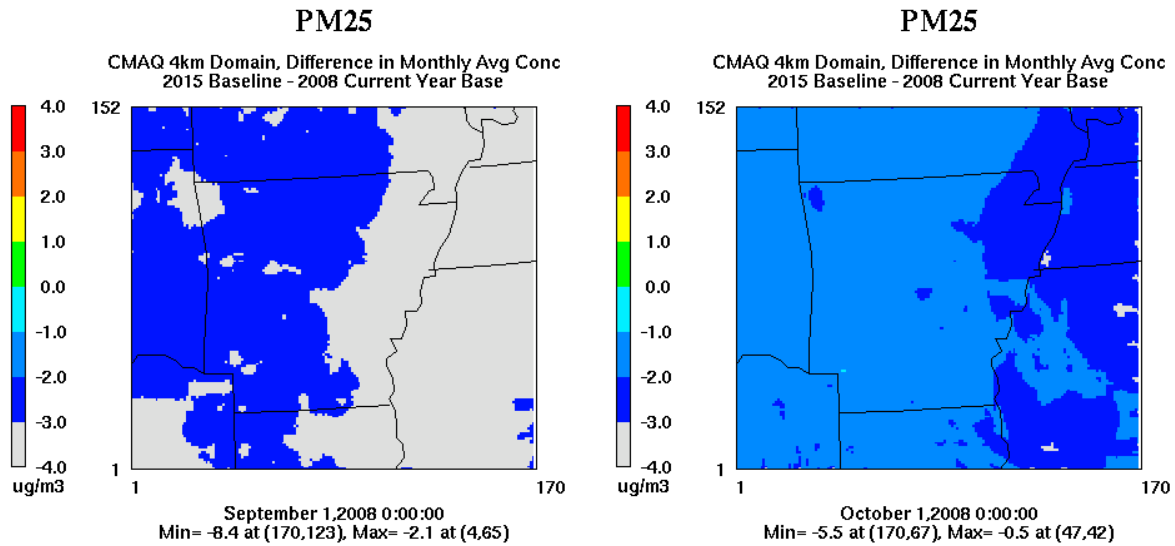 PM25
CMAQ 4km Domain, Difference in Monthly Avg Conc
2015 Baseline - 2008 Current Year Base
4.0
3.0
2.0
1.0
0.0
-1.0
-2.0
-3.0
-4.0
ug/m3
152
1
1
170
September 1,2008 0:00:00
Min= -8.4 at (170,123), Max= -2.1 at (4,65)
PM25
CMAQ 4km Domain, Difference in Monthly Avg Conc
2015 Baseline - 2008 Current Year Base
4.0
3.0
2.0
1.0
0.0
-1.0
-2.0
-3.0
-4.0
ug/m3
152
1
1
170
October 1,2008 0:00:00
Min= -5.5 at (170,67), Max= -0.5 at (47,42)